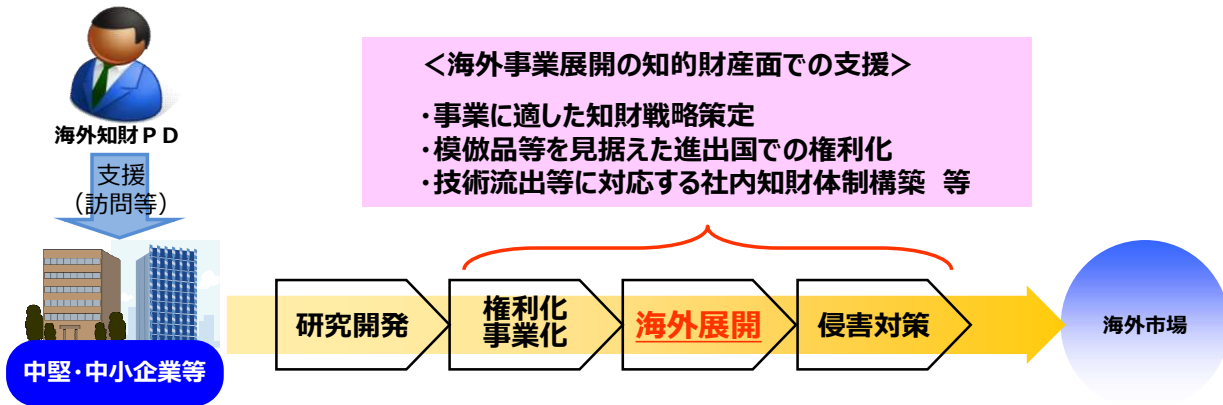 海外知財ＰＤ
支援
（訪問等）
中堅･中小企業等
＜海外事業展開の知的財産面での支援＞
･事業に適した知財戦略策定
･模倣品等を見据えた進出国での権利化
･技術流出等に対応する社内知財体制構築 等
研究開発
権利化
事業化
海外展開
侵害対策
海外市場